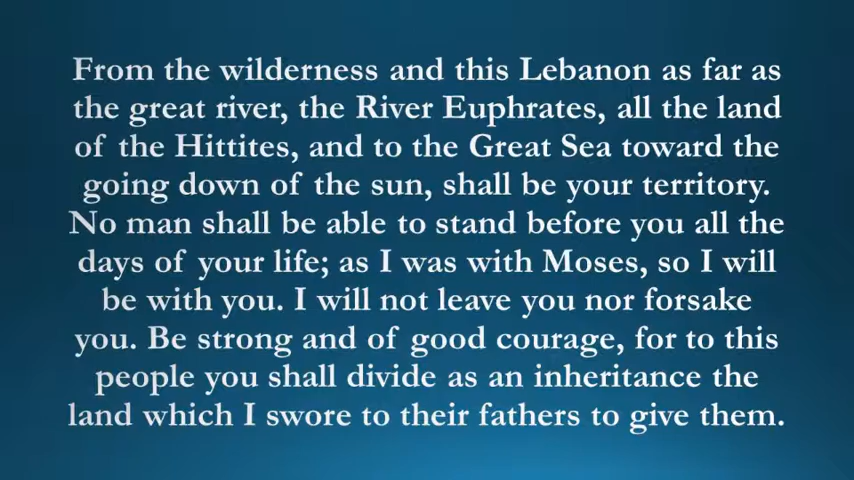 From the wilderness and this Lebanon as far as
the great river, the River Euphrates, all the land
of the Hittites, and to the Great Sea toward the
going down of the sun, shall be your territory.
No man shall be able to stand before you all the
days of your life; as I was with Moses, so I will
be with you. I will not leave you nor forsake
you. Be strong and of good courage, for to this
people you shall divide as an inheritance the
land which I swore to their fathers to give them.